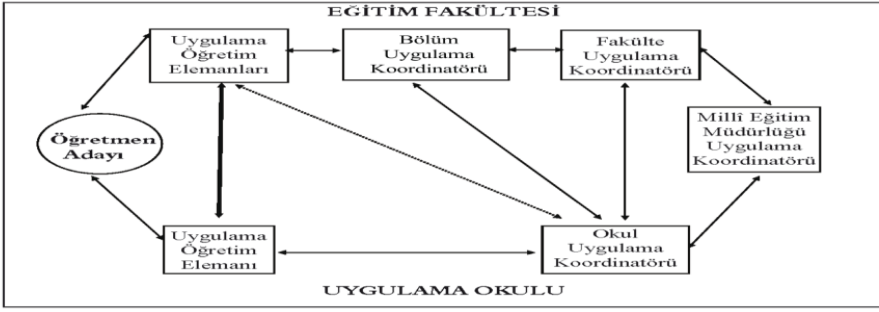 EĞİTİM FAKÜLTESİ
Uygulama
Öğretim
Elemanları
Bölüm
Uygulama
Koordinatörü
Fakülte
Uygulama
Koordinatörü
Öğretmen
Adayı
Millî Eğitim
Müdürlüğü
Uygulama
Koordinatörü
Uygulama
Öğretim
Elemanı
Okul
Uygulama
Koordinatörü
UYGULAMA OKULU